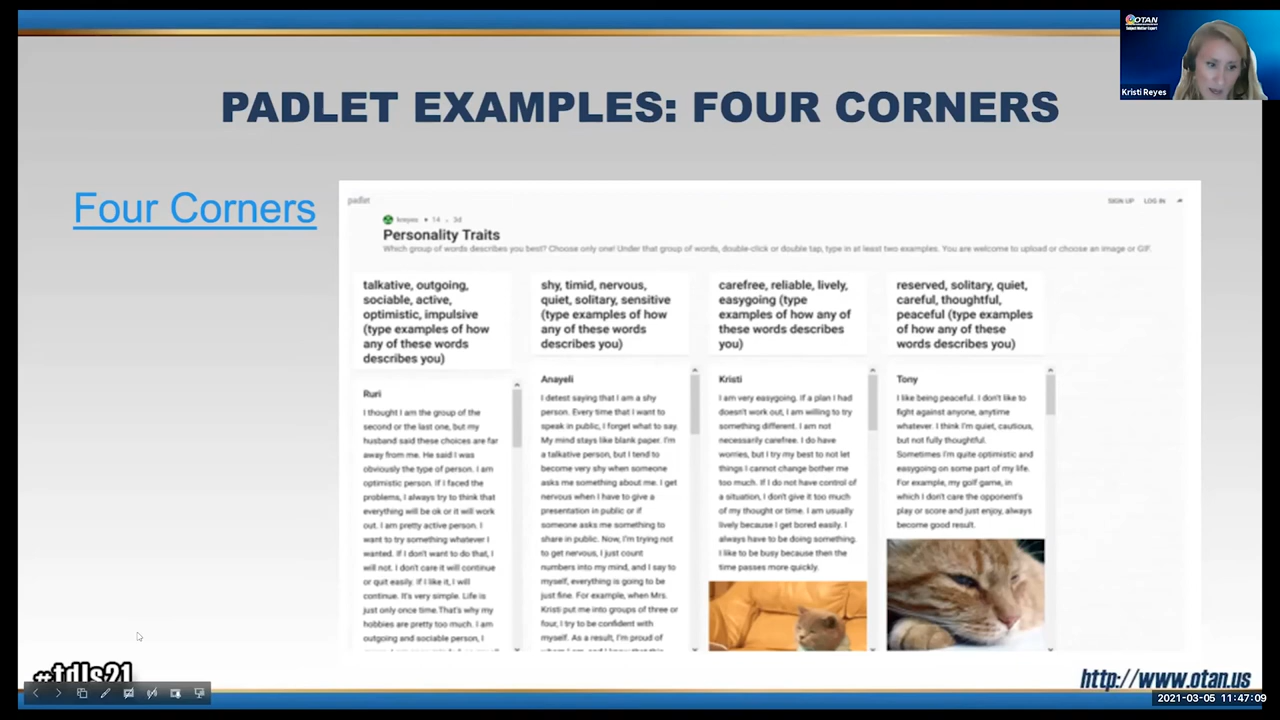 OTAN
Subject Matter Expert
Kristi Reyes
PADLET EXAMPLES: FOUR CORNERS
Four Corners
padlet
SIGN UP LOG IN
kreyes • 14 3d
Personality Traits
Which group of words describes you best? Choose only one! Under that group of words, double-click or double tap, type in at least two examples. You are welcome to upload or choose an image or GIF.
talkative, outgoing,
sociable, active,
optimistic, impulsive
(type examples of how
any of these words
describes you)
Ruri
I thought I am the group of the
second or the last one, but my
husband said these choices are far
away from me. He said I was
obviously the type of person. I am
optimistic person. If I faced the
problems, I always try to think that
everything will be ok or it will work
out. I am pretty active person. I
want to try something whatever I
wanted. If I don't want to do that, I
will not. I don't care it will continue
or quit easily. If I like it, I will
continue. It's very simple. Life is
just only once time.That's why my
hobbies are pretty too much. I am
outgoing and sociable person, I
shy, timid, nervous,
quiet, solitary, sensitive
(type examples of how
any of these words
describes you)
Anayeli
I detest saying that I am a shy
person. Every time that I want to
speak in public, I forget what to say.
My mind stays like blank paper. I'm
a talkative person, but I tend to
become very shy when someone
asks me something about me. I get
nervous when I have to give a
presentation in public or if
someone asks me something to
share in public. Now, I'm trying not
to get nervous, I just count
numbers into my mind, and I say to
myself, everything is going to be
just fine. For example, when Mrs.
Kristi put me into groups of three or
four, I try to be confident with
myself. As a result, I'm proud of
whom I am, and I know that this
carefree, reliable, lively,
easygoing (type
examples of how any of
these words describes
you)
Kristi
I am very easygoing. If a plan I had
doesn't work out, I am willing to try
something different. I am not
necessarily carefree. I do have
worries, but I try my best to not let
things I cannot change bother me
too much. If I do not have control of
a situation, I don't give it too much
of my thought or time. I am usually
lively because I get bored easily. I
always have to be doing something.
I like to be busy because then the
time passes more quickly.
reserved, solitary, quiet,
careful, thoughtful,
peaceful (type examples
of how any of these
words describes you)
Tony
I like being peaceful. I don't like to
fight against anyone, anytime
whatever. I think I'm quiet, cautious,
but not fully thoughtful.
Sometimes I'm quite optimistic and
easygoing on some part of my life.
For example, my golf game, in
which I don't care the opponent's
play or score and just enjoy, always
become good result.
#tdls21
http://www.otan.us
2021-03-05 11:47:09